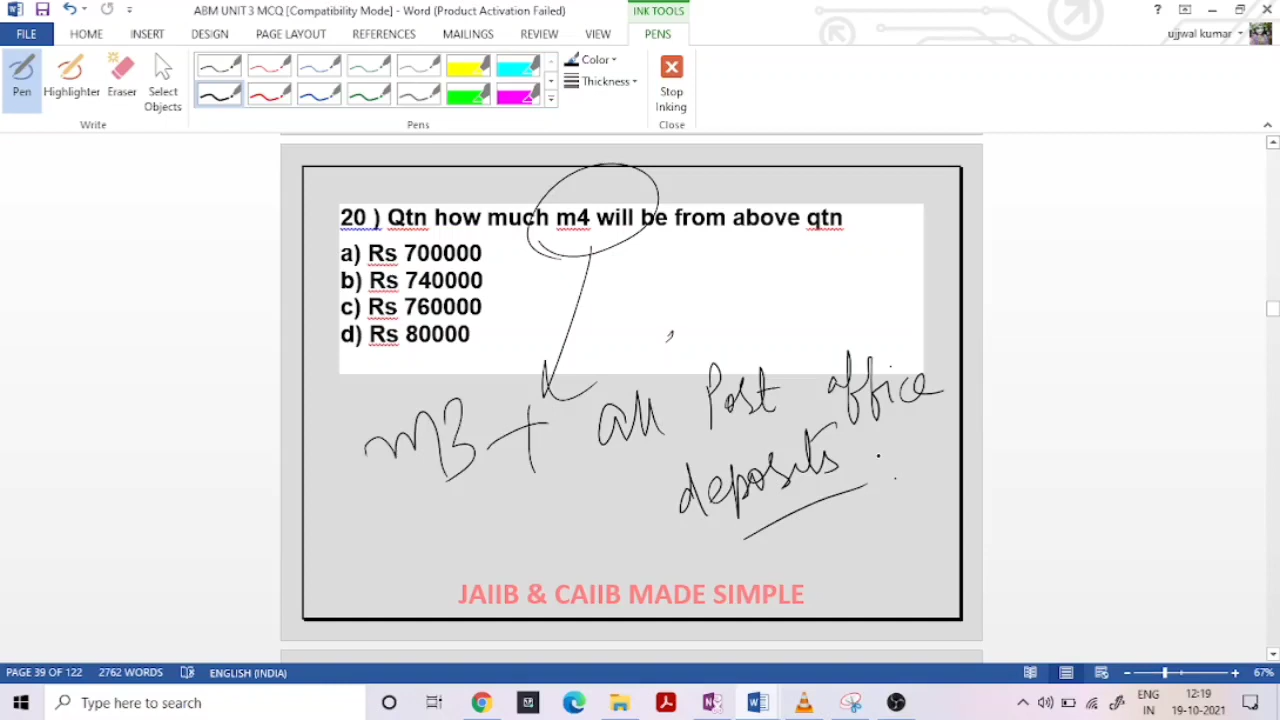 ABM UNIT 3 MCQ [Compatibility Mode] - Word (Product Activation Failed)
INK TOOLS
?
FILE
HOME
INSERT
DESIGN
PAGE LAYOUT
REFERENCES
MAILINGS
REVIEW
VIEW
PENS
ujjwal kumar
Pen
Highlighter
Eraser
Select
Objects
Color
Thickness
Stop
Inking
Write
Pens
Close
20 ) Qtn how much m4 will be from above qtn
a) Rs 700000
b) Rs 740000
c) Rs 760000
d) Rs 80000
m3 + all Post office
deposits
JAIIB & CAIIB MADE SIMPLE
PAGE 39 OF 122
2762 WORDS
ENGLISH (INDIA)
67%
Type here to search
ENG
IN
12:19
19-10-2021